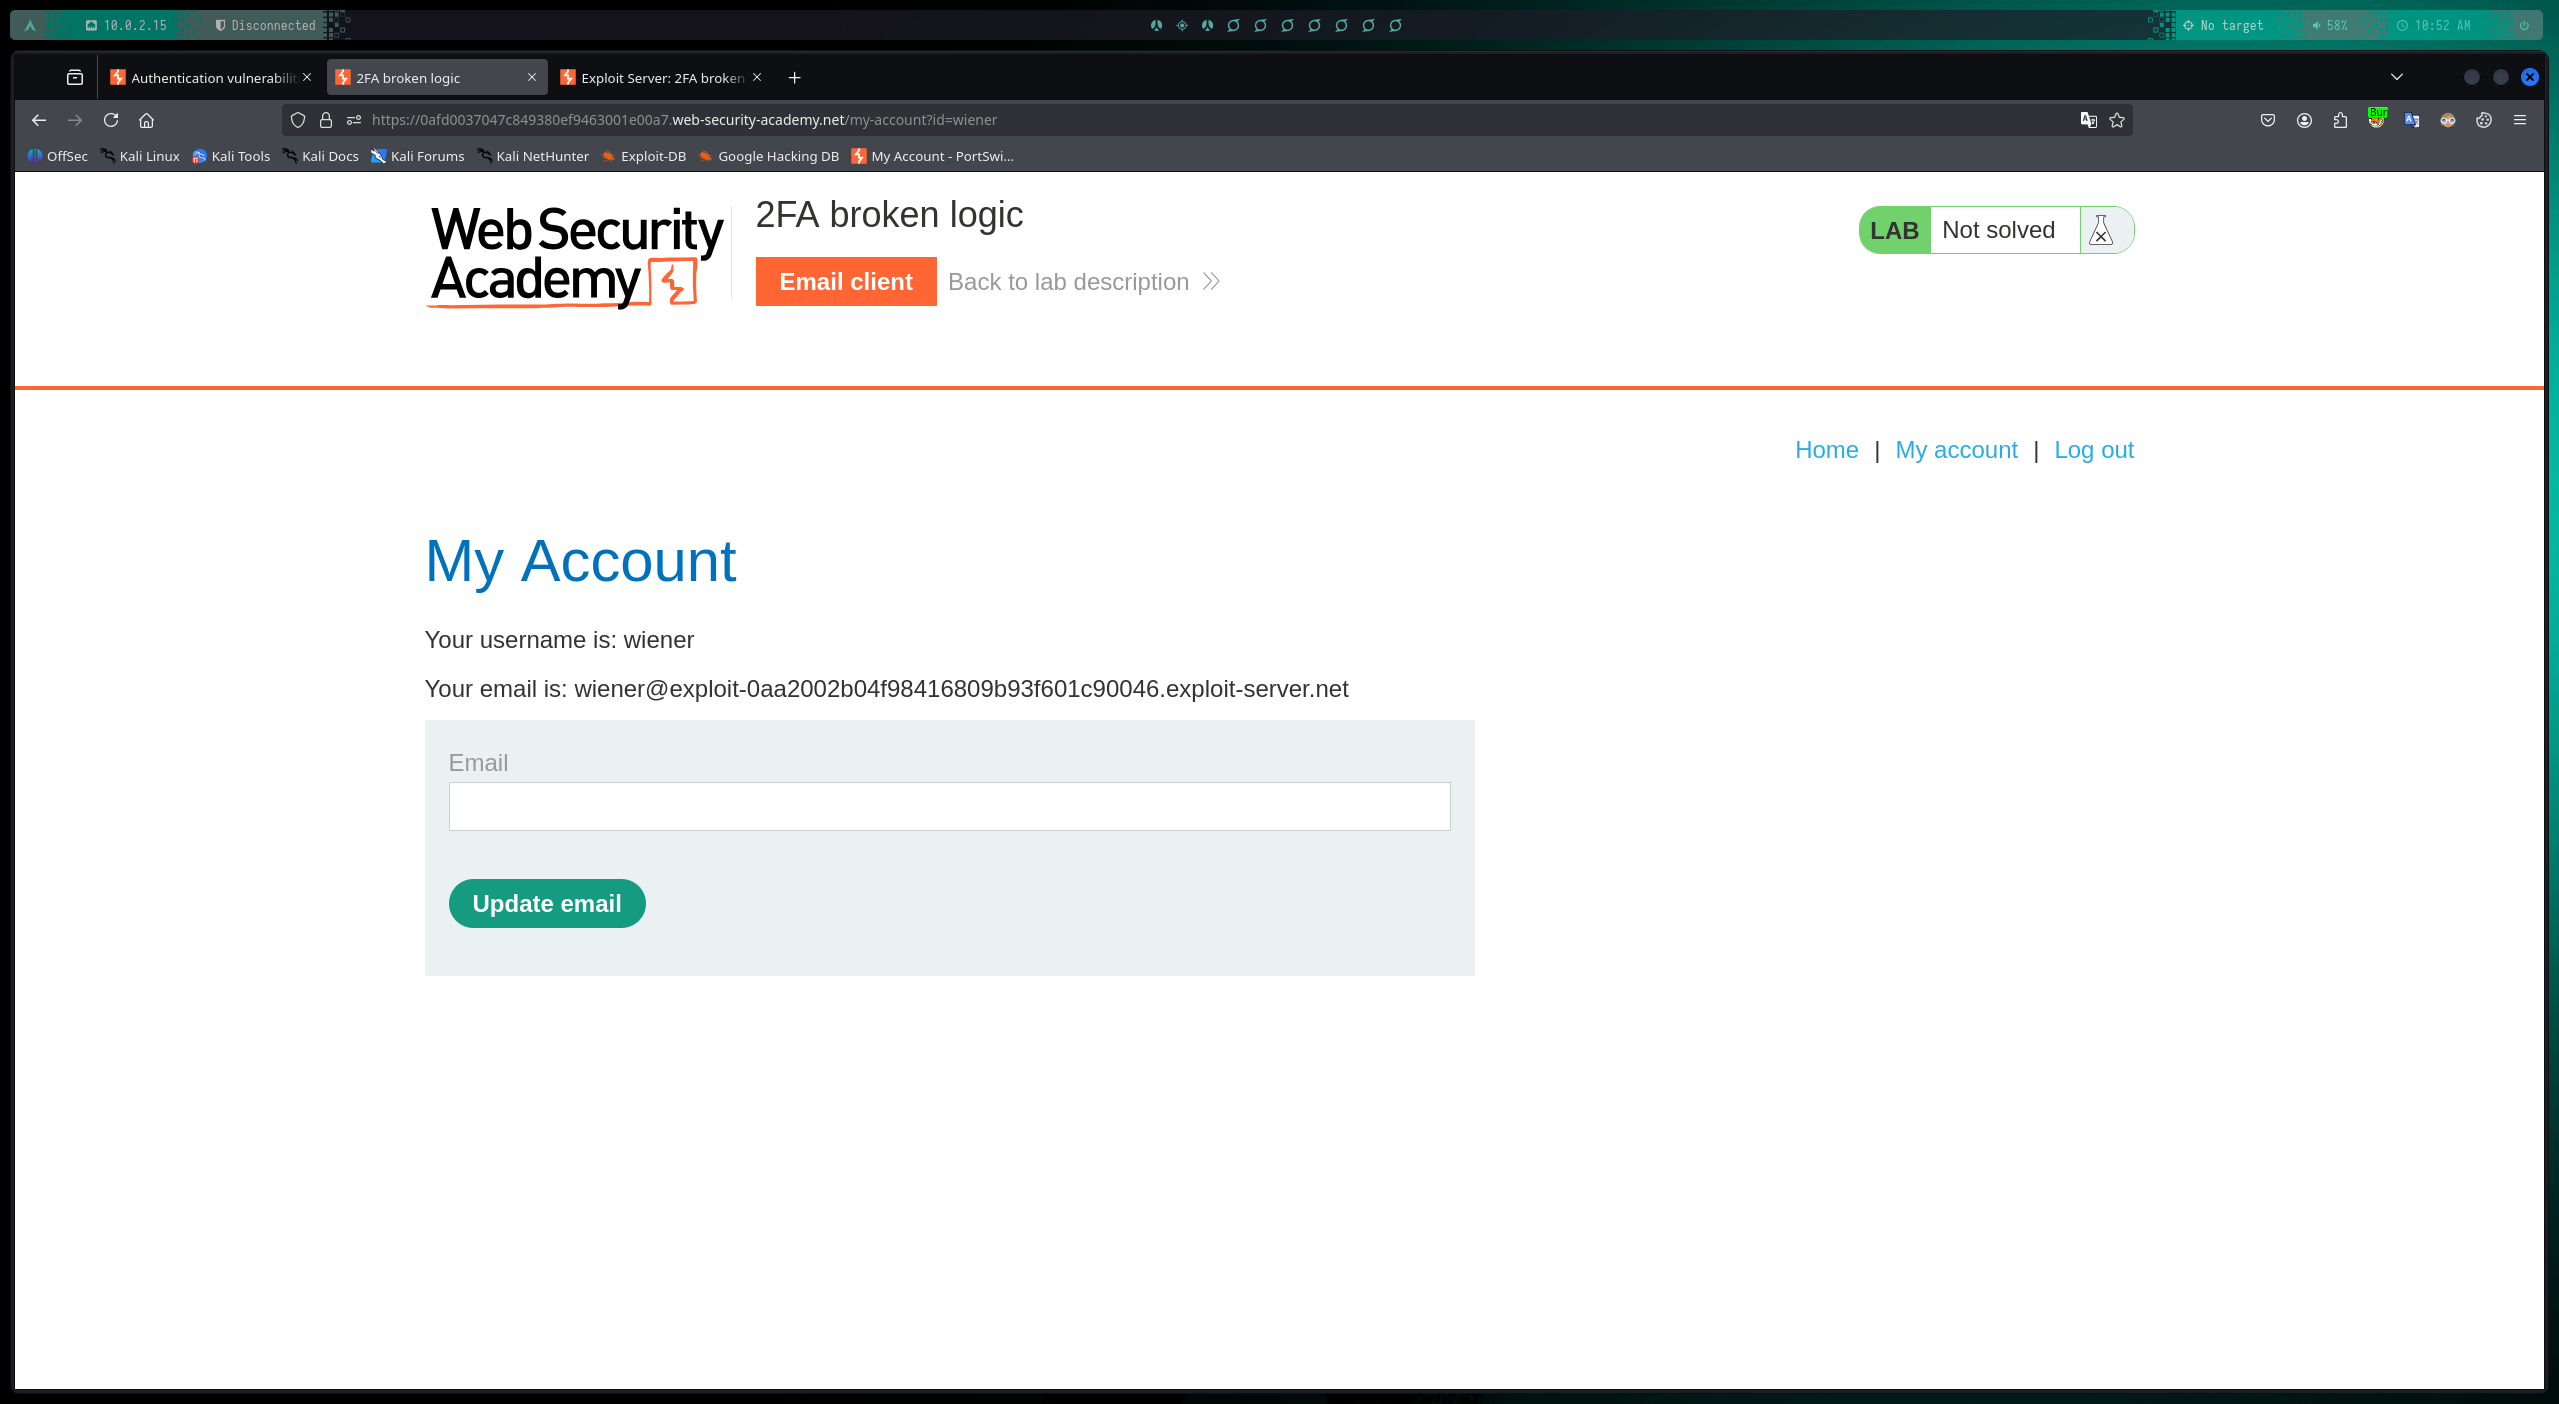 10.0.2.15 Disconnected No target 58% 10:52 AM
Authentication vulnerabilit 2FA broken logic Exploit Server: 2FA broken
https://0afd0037047c849380ef9463001e00a7.web-security-academy.net/my-account?id=wiener
Bur
OffSec Kali Linux Kali Tools Kali Docs Kali Forums Kali NetHunter Exploit-DB Google Hacking DB My Account - PortSwi...
Web Security
Academy
2FA broken logic
LAB Not solved
Email client Back to lab description
Home | My account | Log out
My Account
Your username is: wiener
Your email is: wiener@exploit-0aa2002b04f98416809b93f601c90046.exploit-server.net
Email
Update email